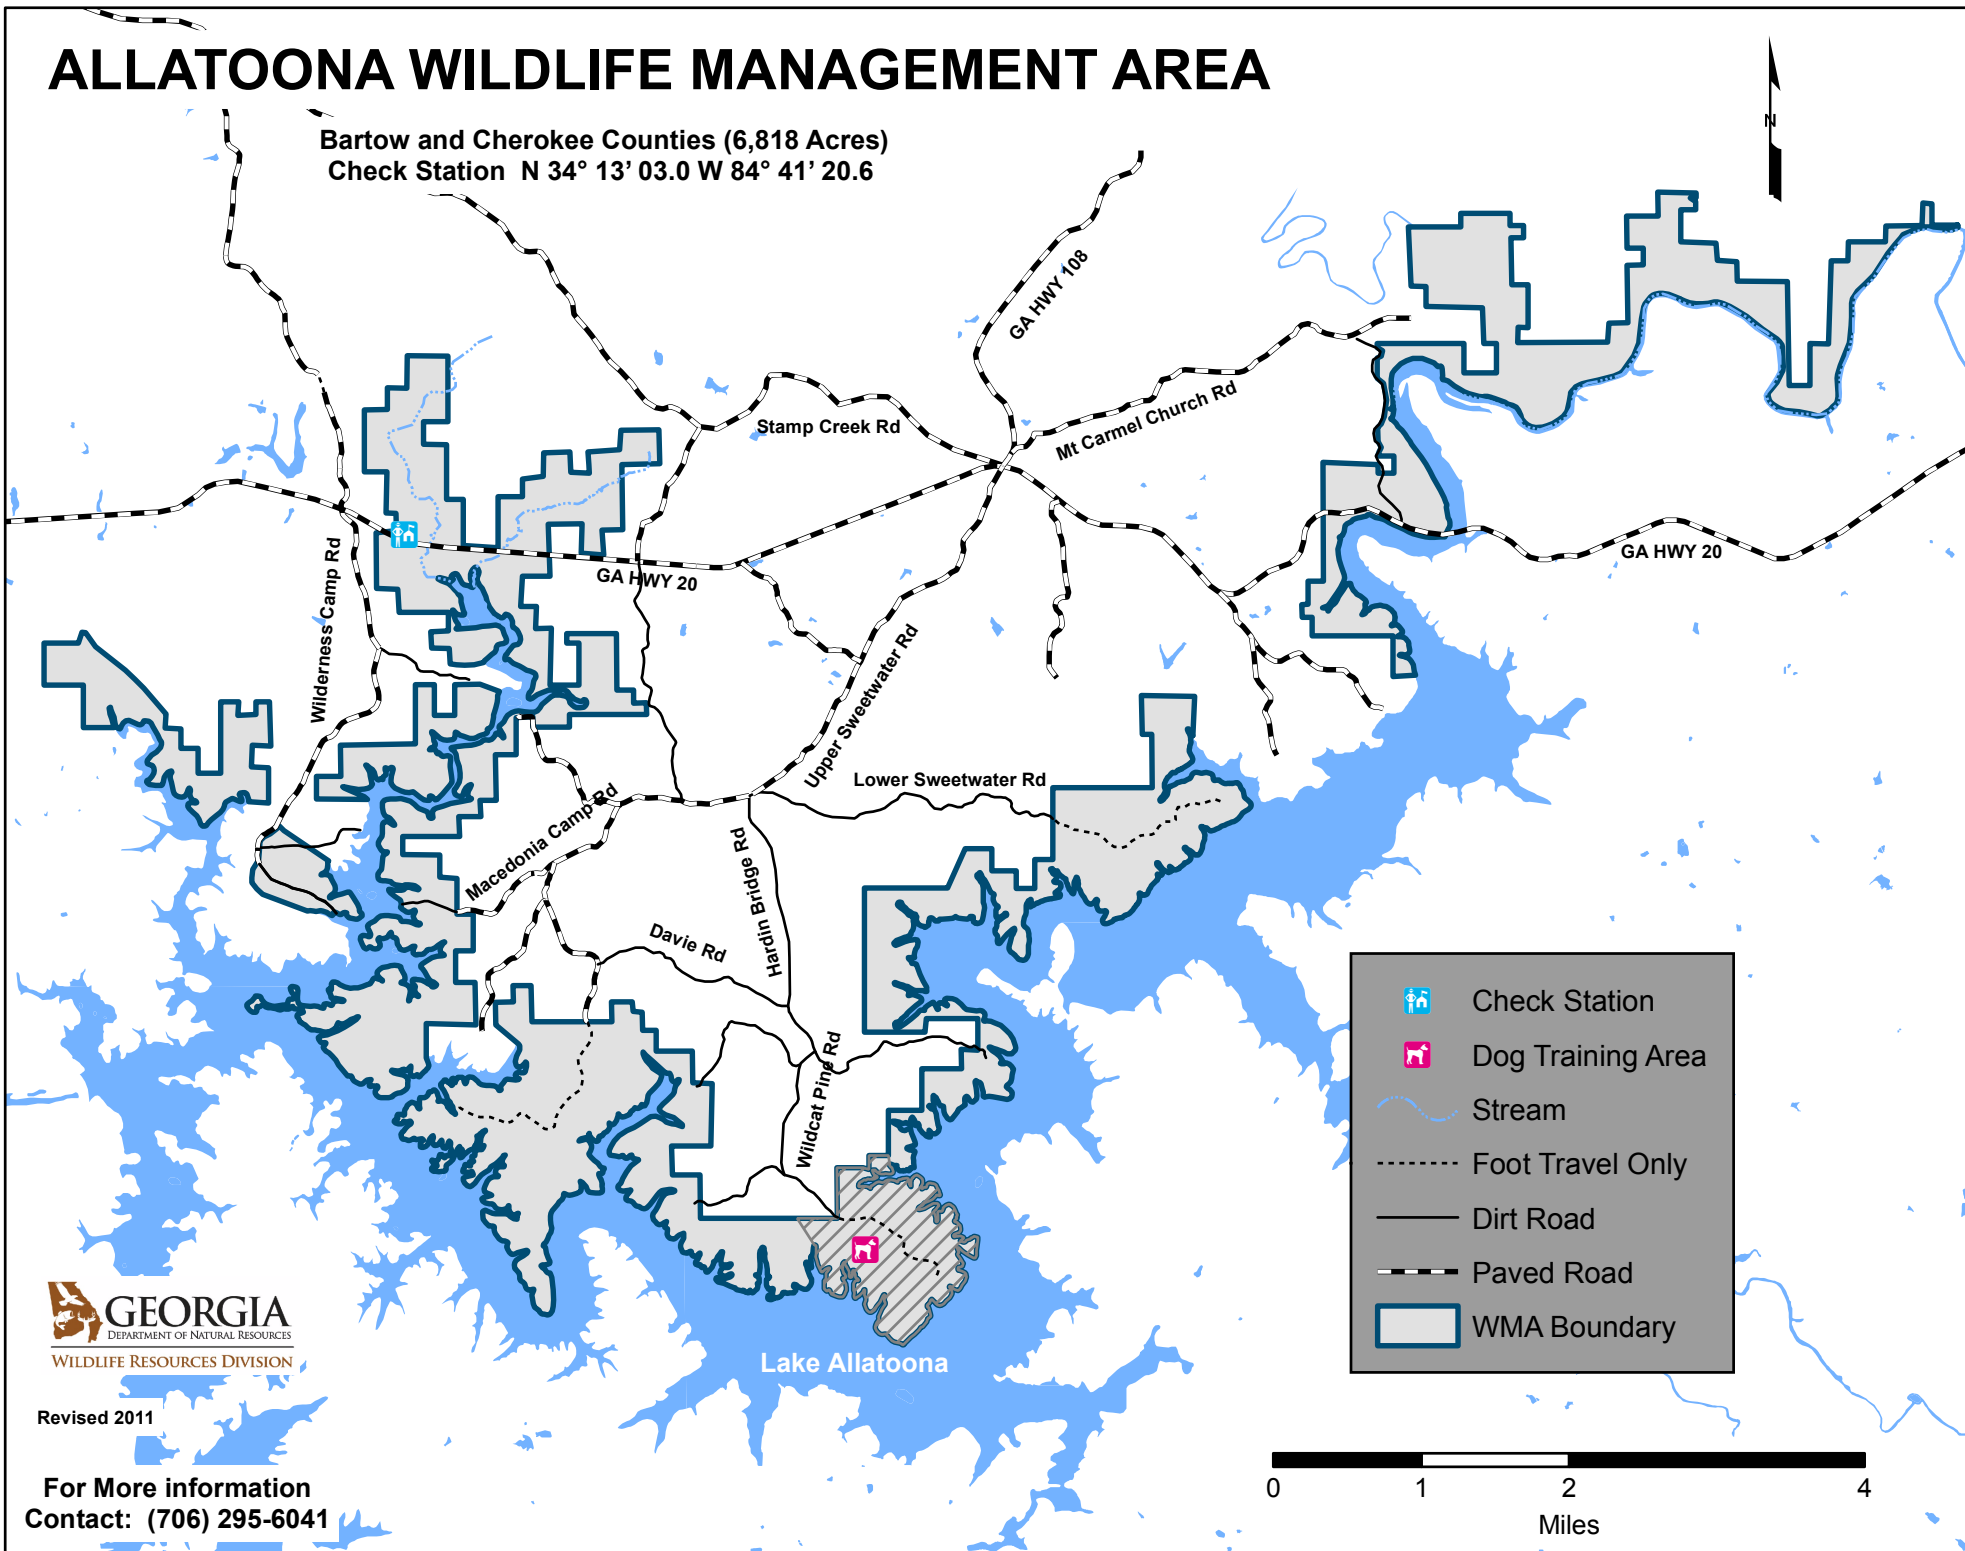 ALLATOONA WILDLIFE MANAGEMENT AREA
Bartow and Cherokee Counties (6,818 Acres)
Check Station N 34° 13’ 03.0 W 84° 41’ 20.6
N
GA HWY 108
Stamp Creek Rd
Mt Carmel Church Rd
GA HWY 20
GA HWY 20
Wilderness Camp Rd
Upper Sweetwater Rd
Lower Sweetwater Rd
Macedonia Camp Rd
Hardin Bridge Rd
Davie Rd
Wildcat Pine Rd
Check Station
Dog Training Area
Stream
Foot Travel Only
Dirt Road
Paved Road
WMA Boundary
GEORGIA
DEPARTMENT OF NATURAL RESOURCES
WILDLIFE RESOURCES DIVISION
Lake Allatoona
Revised 2011
For More information
Contact: (706) 295-6041
0 1 2 4
Miles